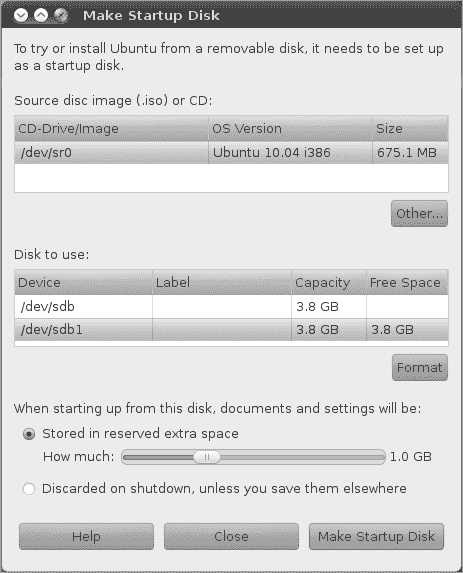 Make Startup Disk
To try or install Ubuntu from a removable disk, it needs to be set up
as a startup disk.
Source disc image (.iso) or CD:
CD-Drive/Image OS Version Size
/dev/sr0 Ubuntu 10.04 i386 675.1 MB
Other...
Disk to use:
Device Label Capacity Free Space
/dev/sdb 3.8 GB
/dev/sdb1 3.8 GB 3.8 GB
Format
When starting up from this disk, documents and settings will be:
Stored in reserved extra space
How much: 1.0 GB
Discarded on shutdown, unless you save them elsewhere
Help Close Make Startup Disk